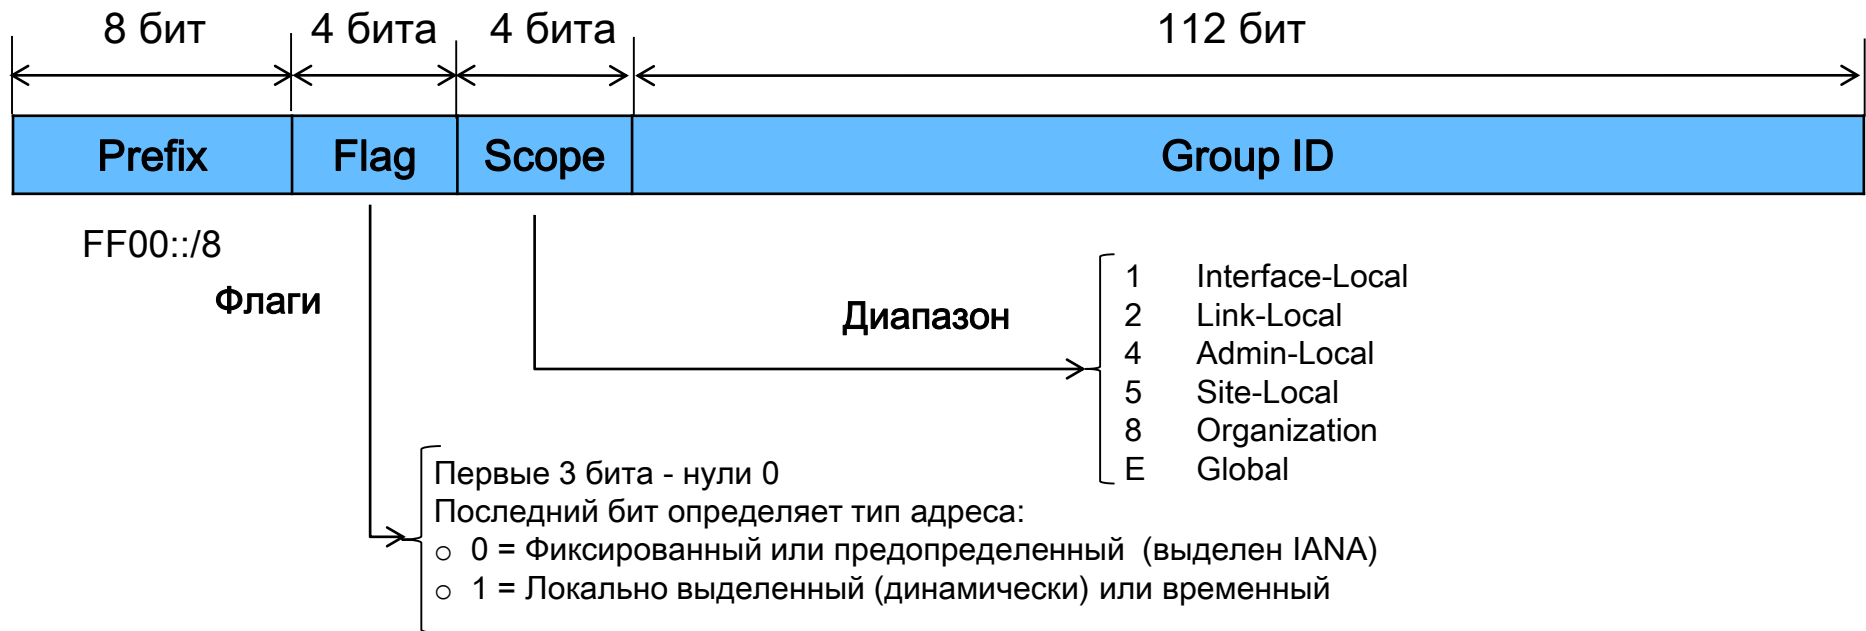 8 бит 4 бита 4 бита 112 бит
Prefix Flag Scope Group ID
FF00::/8
Флаги
Диапазон
1 Interface-Local
2 Link-Local
4 Admin-Local
5 Site-Local
8 Organization
E Global
Первые 3 бита - нули 0
Последний бит определяет тип адреса:
○ 0 = Фиксированный или предопределенный (выделен IANA)
○ 1 = Локально выделенный (динамически) или временный